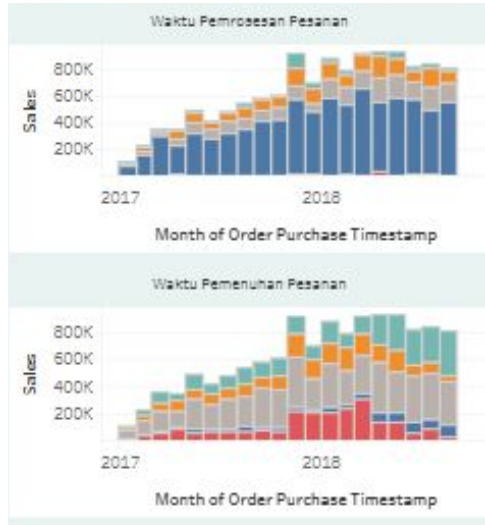 Waktu Pemrosesan Pesanan
800K
600K
400K
200K
Sales
2017 2018
Month of Order Purchase Timestamp
Waktu Pemenuhan Pesanan
800K
600K
400K
200K
Sales
2017 2018
Month of Order Purchase Timestamp